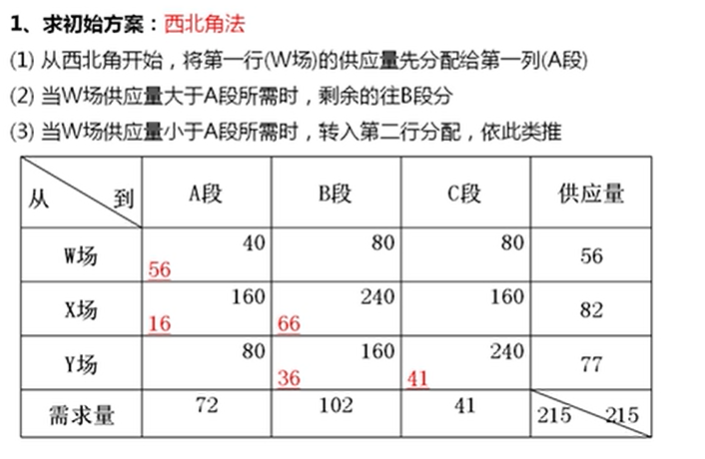 1、求初始方案：西北角法
(1) 从西北角开始，将第一行(W场)的供应量先分配给第一列(A段)
(2) 当W场供应量大于A段所需时，剩余的往B段分
(3) 当W场供应量小于A段所需时，转入第二行分配，依此类推
从 到 A段 B段 C段 供应量
W场 40 56 80 80 56
X场 160 16 240 66 160 82
Y场 80 160 36 240 41 77
需求量 72 102 41 215 215